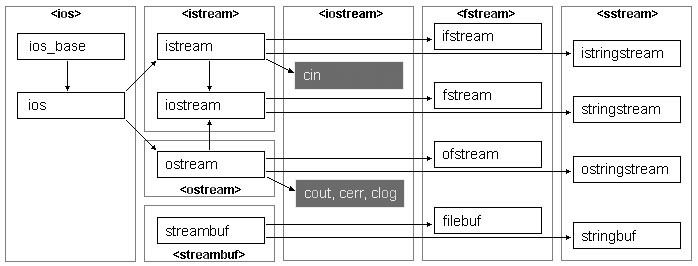 <ios>
ios_base
ios
<istream>
istream
iostream
ostream
<ostream>
streambuf
<streambuf>
<iostream>
cin
cout, cerr, clog
<fstream>
ifstream
fstream
ofstream
filebuf
<sstream>
istringstream
stringstream
ostringstream
stringbuf